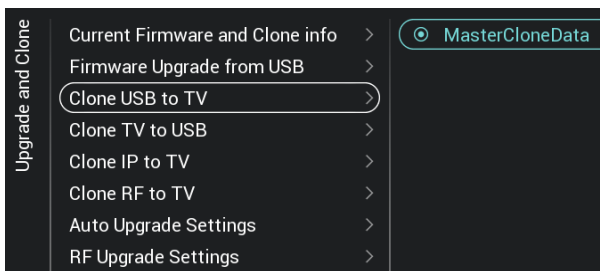 Upgrade and Clone
Current Firmware and Clone info
Firmware Upgrade from USB
Clone USB to TV
Clone TV to USB
Clone IP to TV
Clone RF to TV
Auto Upgrade Settings
RF Upgrade Settings
MasterCloneData